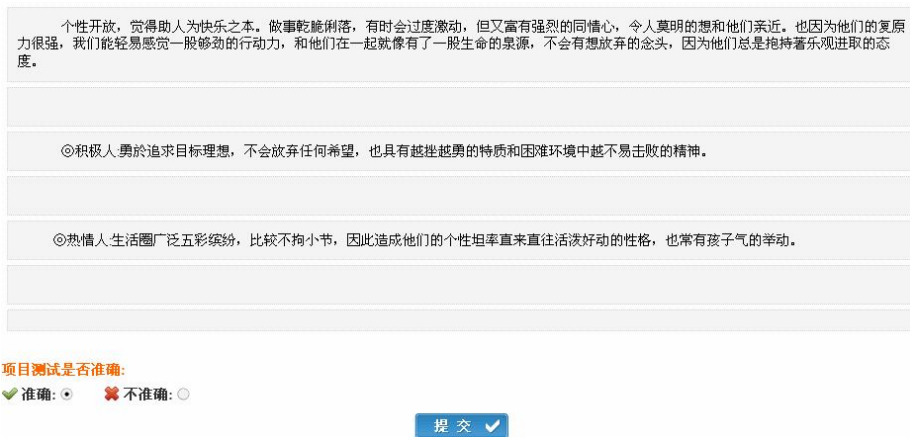 个性开放，觉得助人为快乐之本。做事乾脆俐落，有时会过度激动，但又富有强烈的同情心，令人莫明的想和他们亲近。也因为他们的复原
力很强，我们能轻易感觉一股够劲的行动力，和他们在一起就像有了一股生命的泉源，不会有想放弃的念头，因为他们总是抱持著乐观进取的态
度。
◎积极人:勇於追求目标理想，不会放弃任何希望，也具有越挫越勇的特质和困难环境中越不易击败的精神。
◎热情人:生活圈广泛五彩缤纷，比较不拘小节，因此造成他们的个性坦率直来直往活泼好动的性格，也常有孩子气的举动。
项目测试是否准确:
准确: 不准确:
提 交